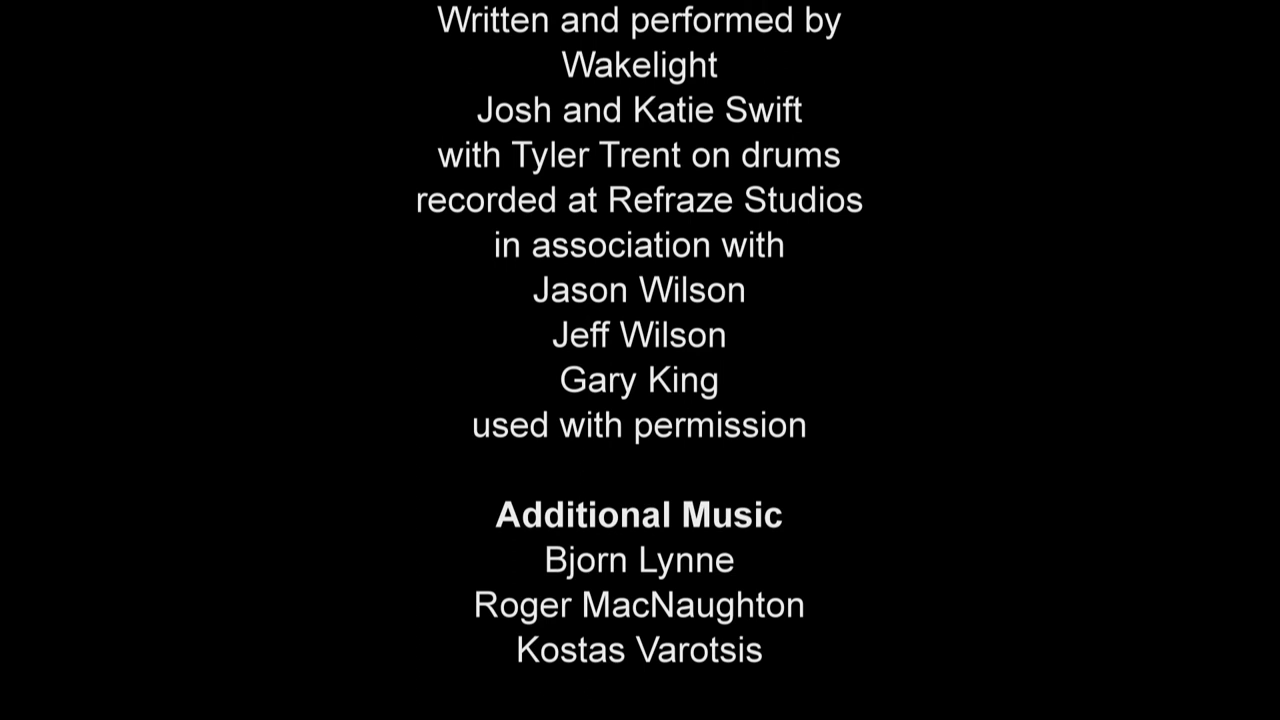 Written and performed by
Wakelight
Josh and Katie Swift
with Tyler Trent on drums
recorded at Refraze Studios
in association with
Jason Wilson
Jeff Wilson
Gary King
used with permission
Additional Music
Bjorn Lynne
Roger MacNaughton
Kostas Varotsis